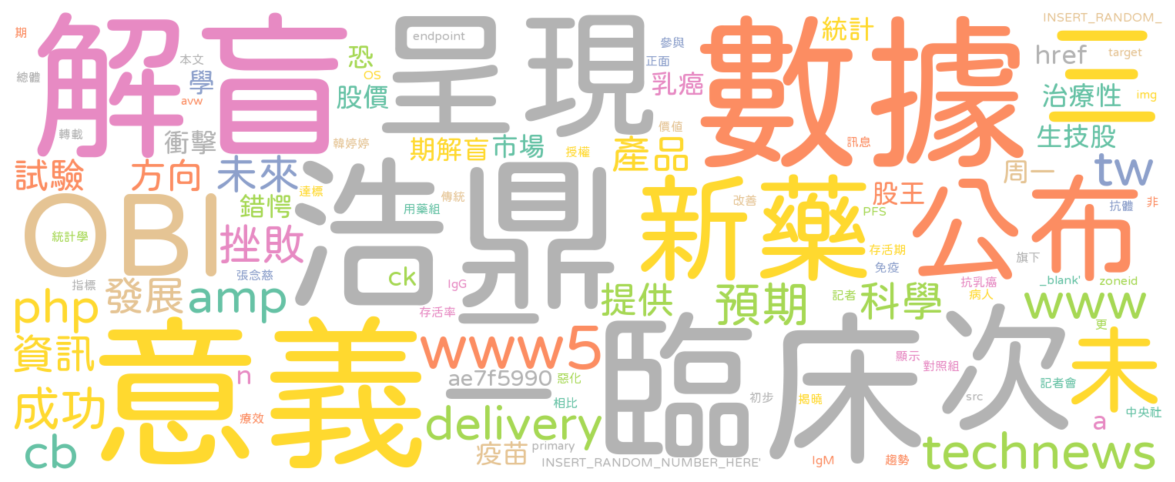 期
解盲
呈現
endpoint
數據
統計
INSERT_RANDOM_
三
總體
本文
恐
參與
href
target
學
OS
正面
avw
股價
乳癌
治療性
img
轉載
衝擊
韓婷婷
價值
訊息
生技股
期解盲
市場
授權
產品
試驗
方向
未來
浩鼎
新藥
股王
公布
周一
tw
達標
用藥組
傳統
改善
抗體
非
OBI
錯愕
PFS
統計學
挫敗
存活期
旗下
張念慈
ck
免疫
指標
IgG
抗乳癌
_blank'
zoneid
php
發展
amp
提供
預期
記者
科學
病人
www
存活率
更
意義
臨床
次
未
資訊
www5
顯示
對照組
n
二
ae7f5990
惡化
記者會
成功
相比
初步
揭曉
src
療效
delivery
a
中央社
cb
疫苗
primary
technews
INSERT_RANDOM_NUMBER_HERE'
IgM
趨勢